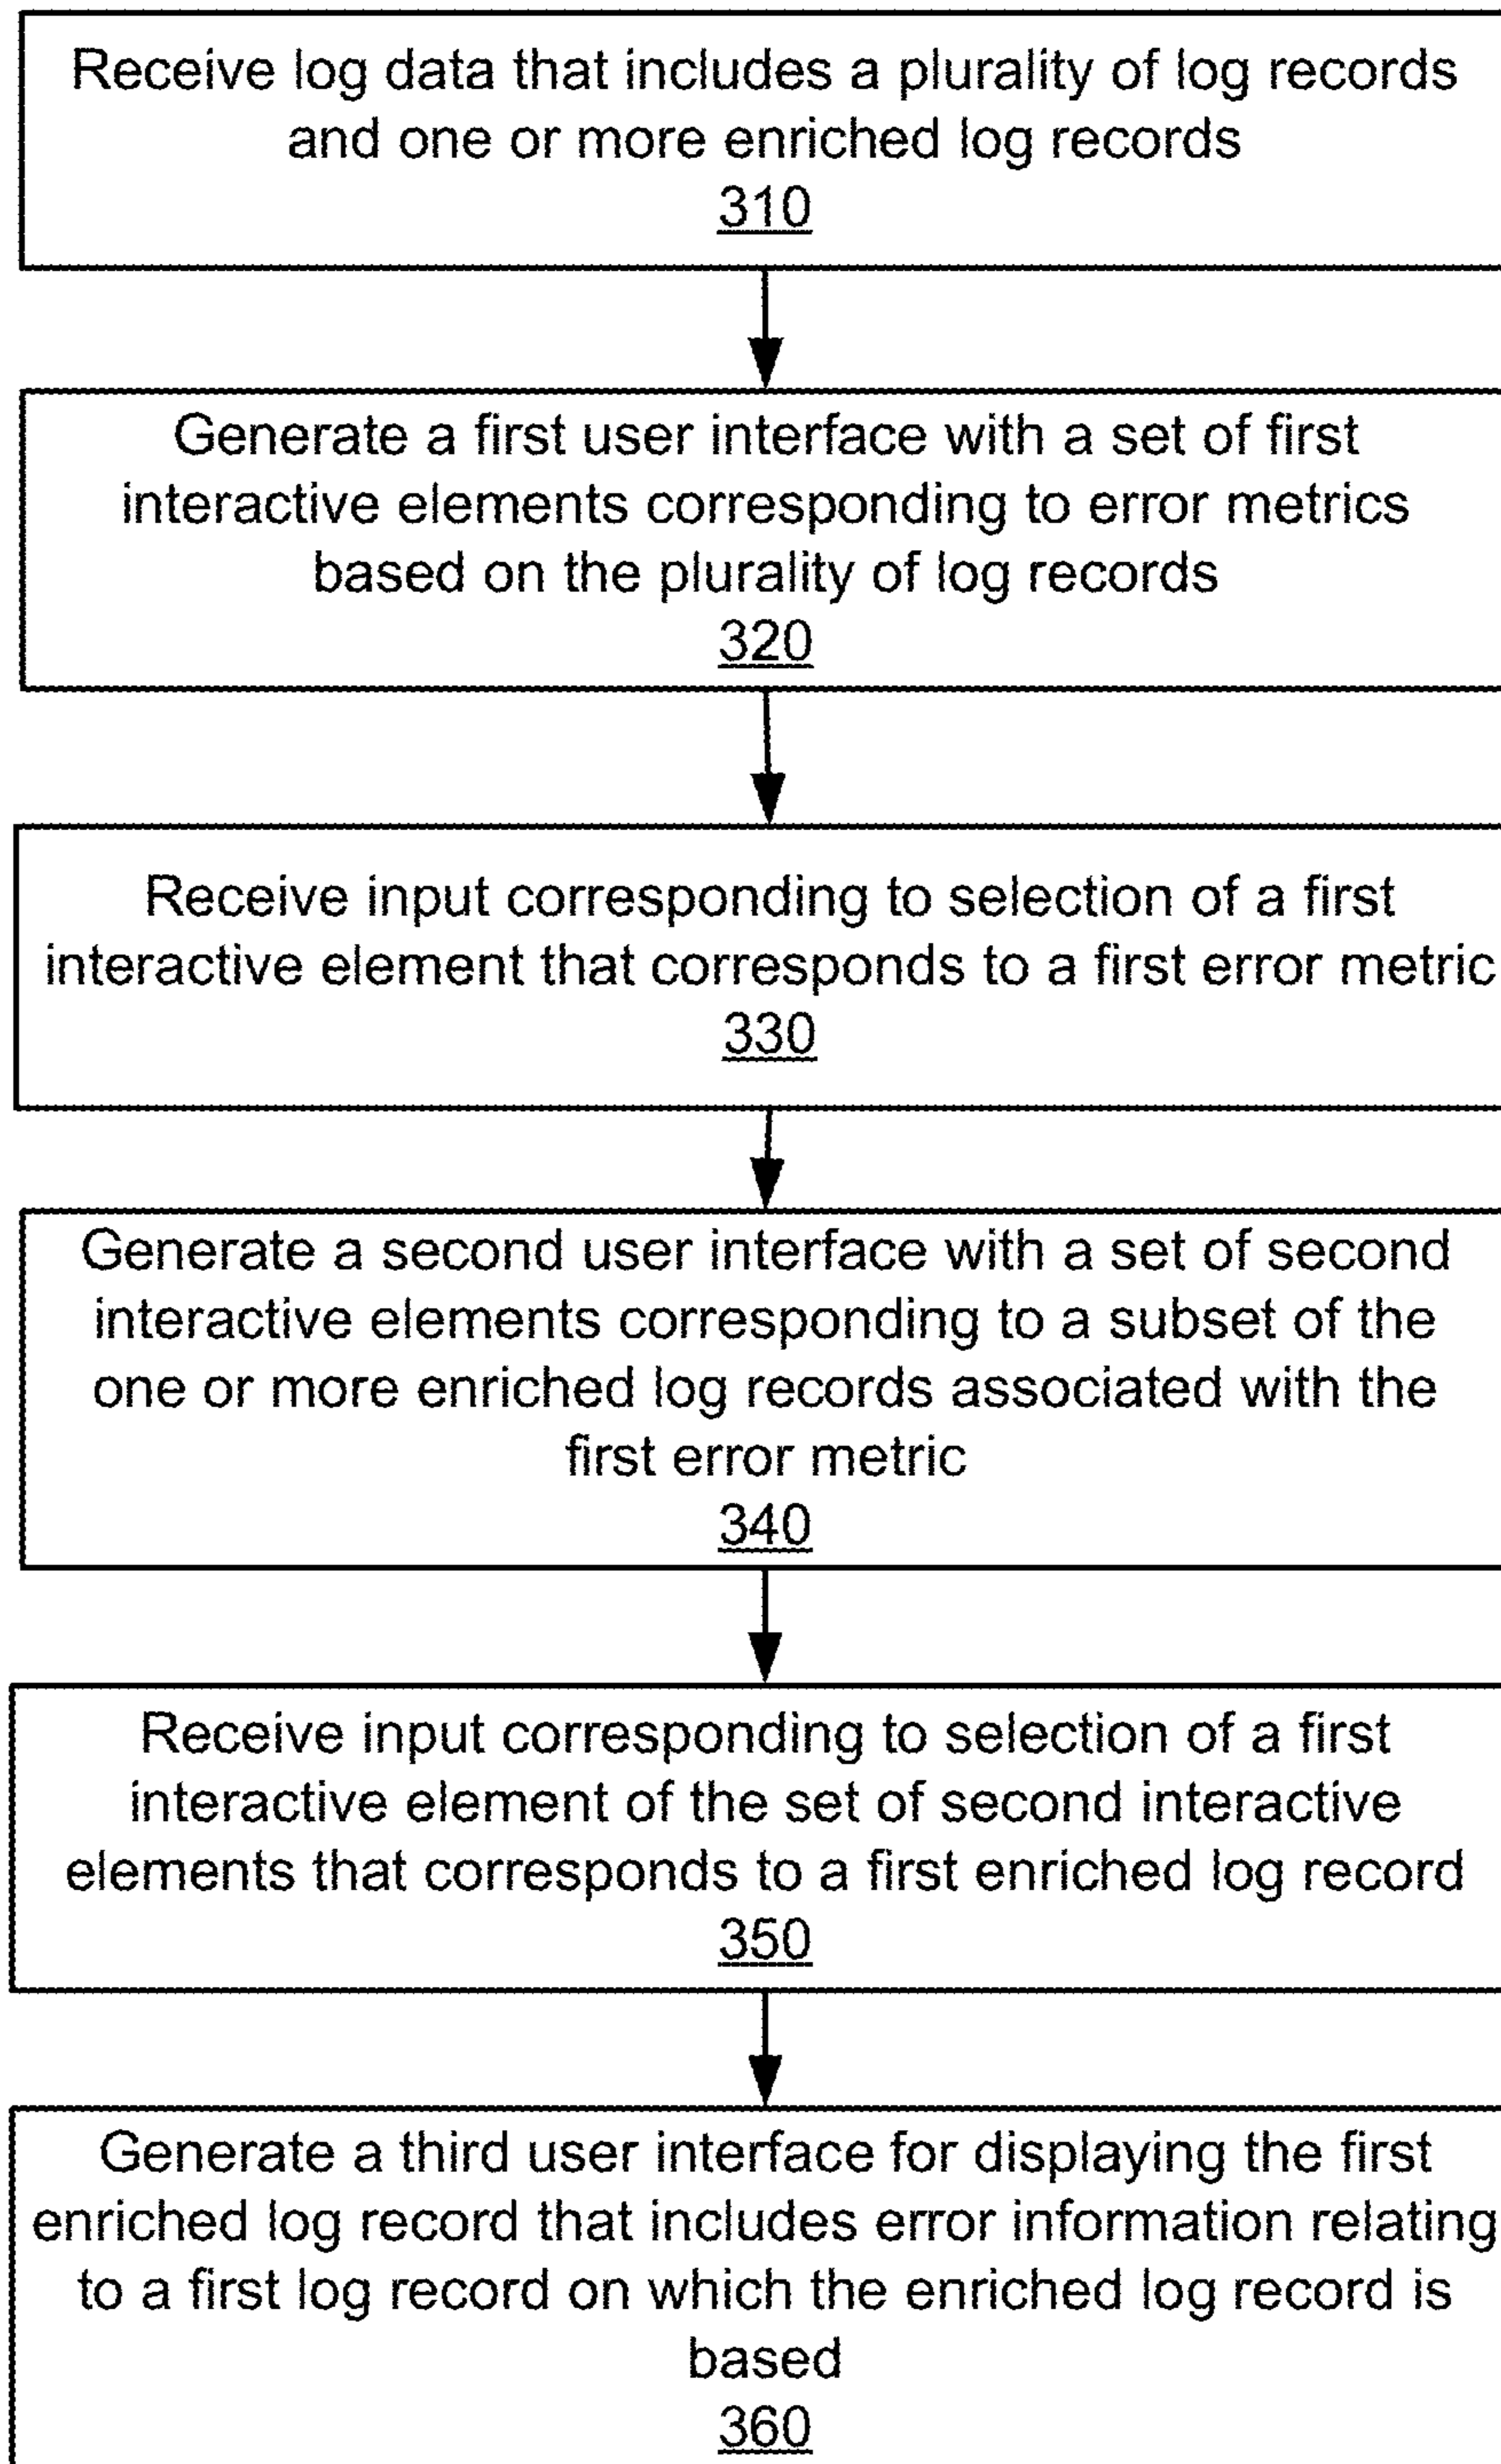 Receive log data that includes a plurality of log records
and one or more enriched log records
310
Generate a first user interface with a set of first
interactive elements corresponding to error metrics
based on the plurality of log records
320
Receive input corresponding to selection of a first
interactive element that corresponds to a first error metric
330
Generate a second user interface with a set of second
interactive elements corresponding to a subset of the
one or more enriched log records associated with the
first error metric
340
Receive input corresponding to selection of a first
interactive element of the set of second interactive
elements that corresponds to a first enriched log record
350
Generate a third user interface for displaying the first
enriched log record that includes error information relating
to a first log record on which the enriched log record is
based
360